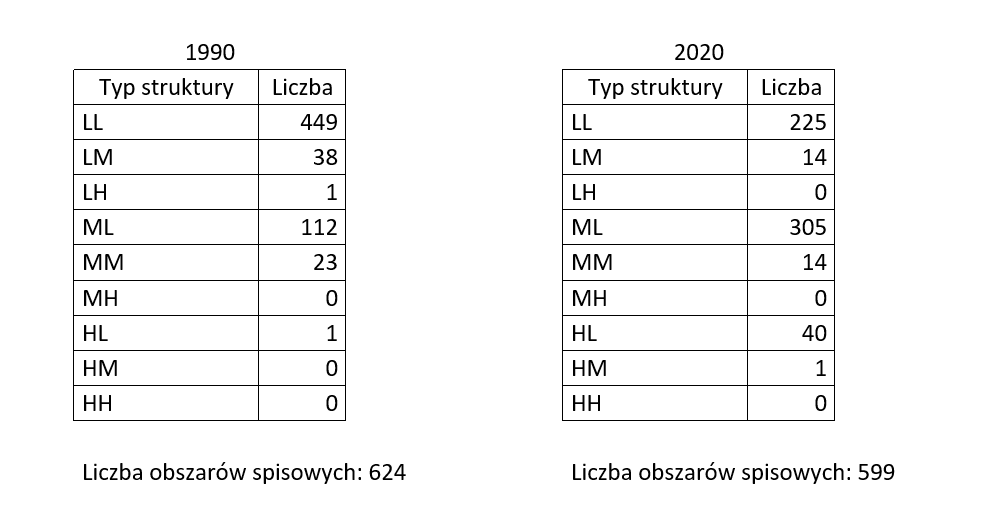 1990
Typ struktury Liczba
LL 449
LM 38
LH 1
ML 112
MM 23
MH 0
HL 1
HM 0
HH 0
Liczba obszarów spisowych: 624
2020
Typ struktury Liczba
LL 225
LM 14
LH 0
ML 305
MM 14
MH 0
HL 40
HM 1
HH 0
Liczba obszarów spisowych: 599